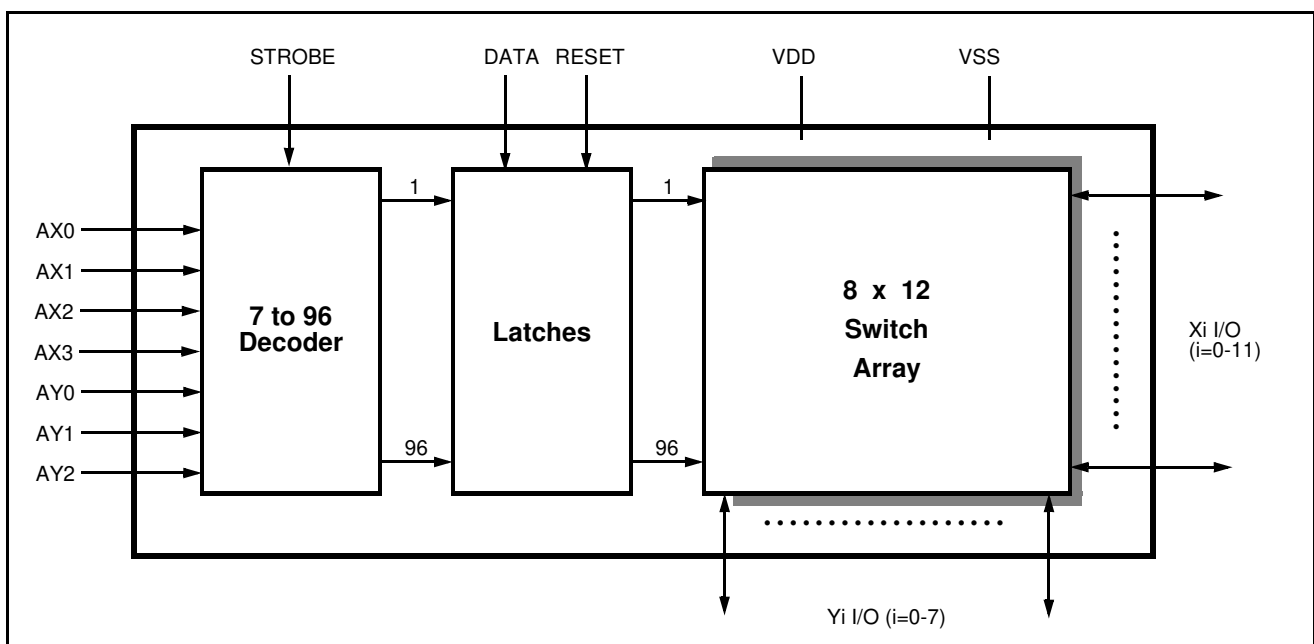 STROBE
DATA
RESET
VDD
VSS
AX0
AX1
AX2
AX3
AY0
AY1
AY2
7 to 96
Decoder
1
96
Latches
1
96
8 x 12
Switch
Array
Xi I/O
(i=0-11)
Yi I/O (i=0-7)